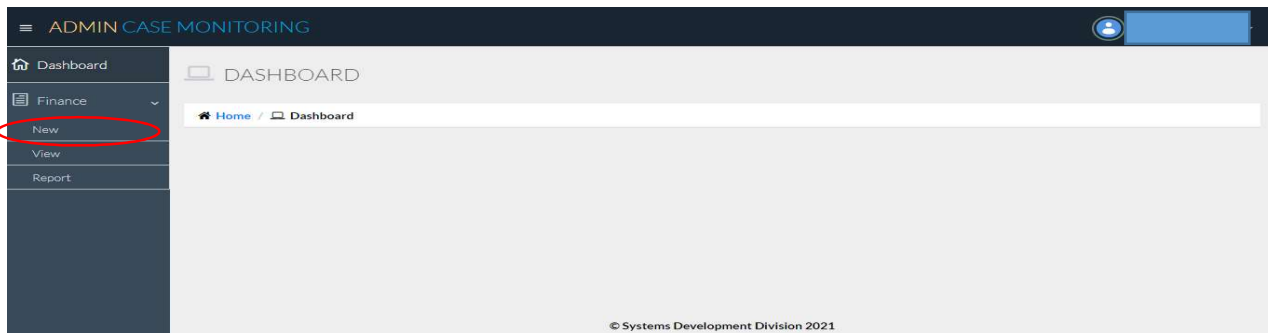 ADMIN CASE MONITORING
Dashboard
Finance
New
View
Report
DASHBOARD
Home / Dashboard
© Systems Development Division 2021